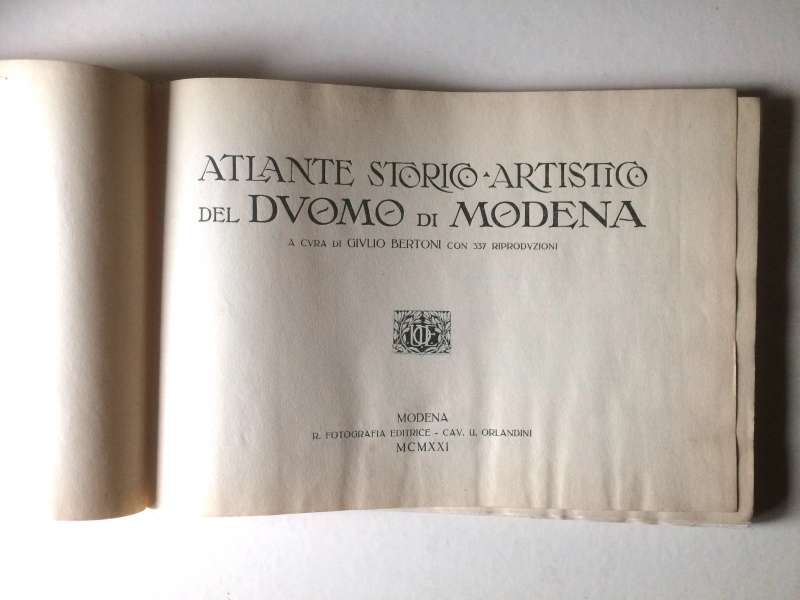 ATLANTE STORICO-ARTISTICO
DEL DVOMO DI MODENA
A CVRA DI GIVLIO BERTONI CON 337 RIPRODVZIONI
MODENA
R. FOTOGRAFIA EDITRICE - CAV. U. ORLANDINI
MCMXXI